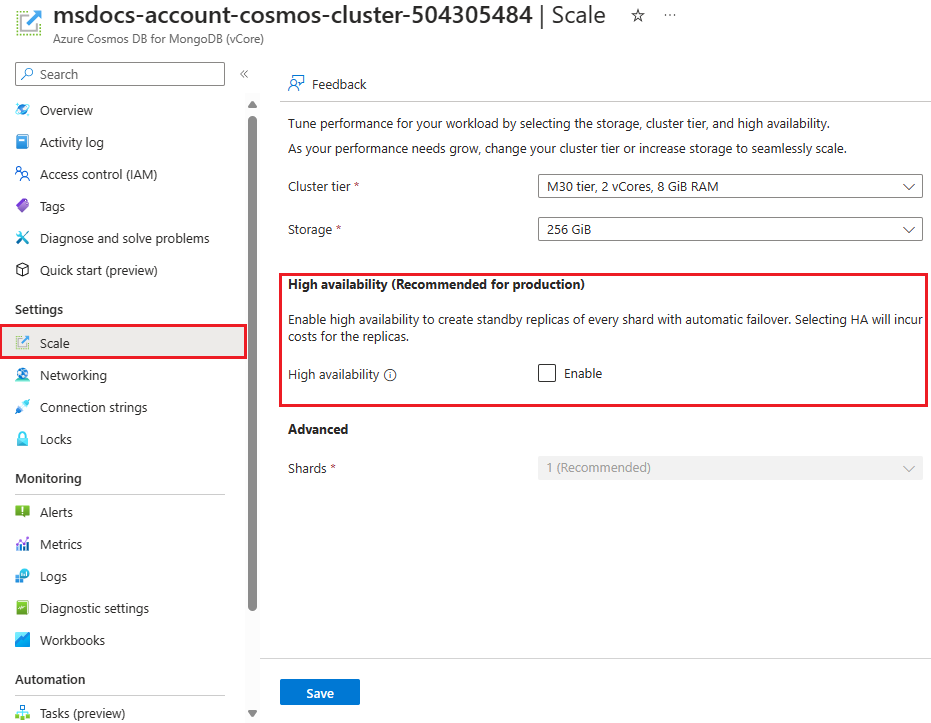 msdocs-account-cosmos-cluster-504305484 | Scale
Azure Cosmos DB for MongoDB (vCore)
Search
Overview
Activity log
Access control (IAM)
Tags
Diagnose and solve problems
Quick start (preview)
Settings
Scale
Networking
Connection strings
Locks
Monitoring
Alerts
Metrics
Logs
Diagnostic settings
Workbooks
Automation
Tasks (preview)
Feedback
Tune performance for your workload by selecting the storage, cluster tier, and high availability.
As your performance needs grow, change your cluster tier or increase storage to seamlessly scale.
Cluster tier * M30 tier, 2 vCores, 8 GiB RAM
Storage * 256 GiB
High availability (Recommended for production)
Enable high availability to create standby replicas of every shard with automatic failover. Selecting HA will incur
costs for the replicas.
High availability Enable
Advanced
Shards * 1 (Recommended)
Save